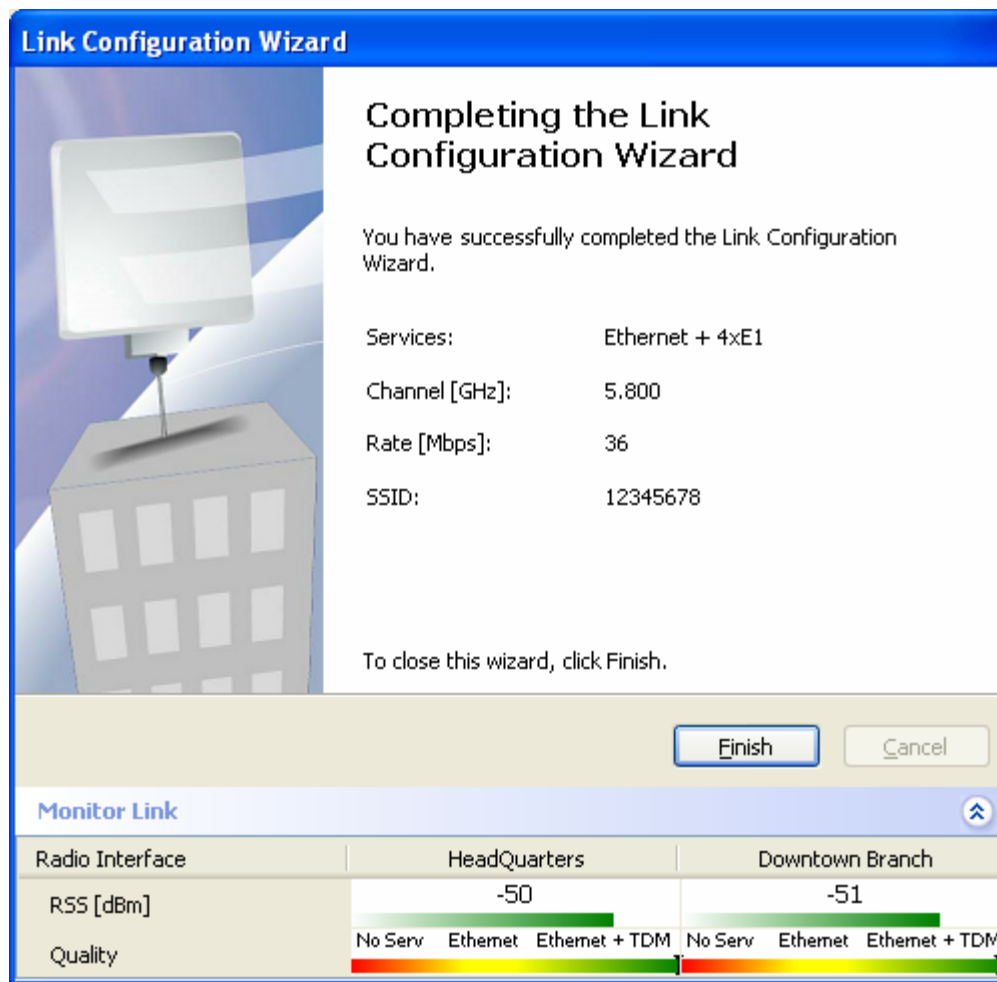 Link Configuration Wizard
Completing the Link
Configuration Wizard
You have successfully completed the Link Configuration
Wizard.
Services: Ethernet + 4xE1
Channel [GHz]: 5.800
Rate [Mbps]: 36
SSID: 12345678
To close this wizard, click Finish.
Finish Cancel
Monitor Link
Radio Interface HeadQuarters Downtown Branch
RSS [dBm] -50 -51
No Serv Ethernet Ethernet + TDM No Serv Ethernet Ethernet + TDM
Quality